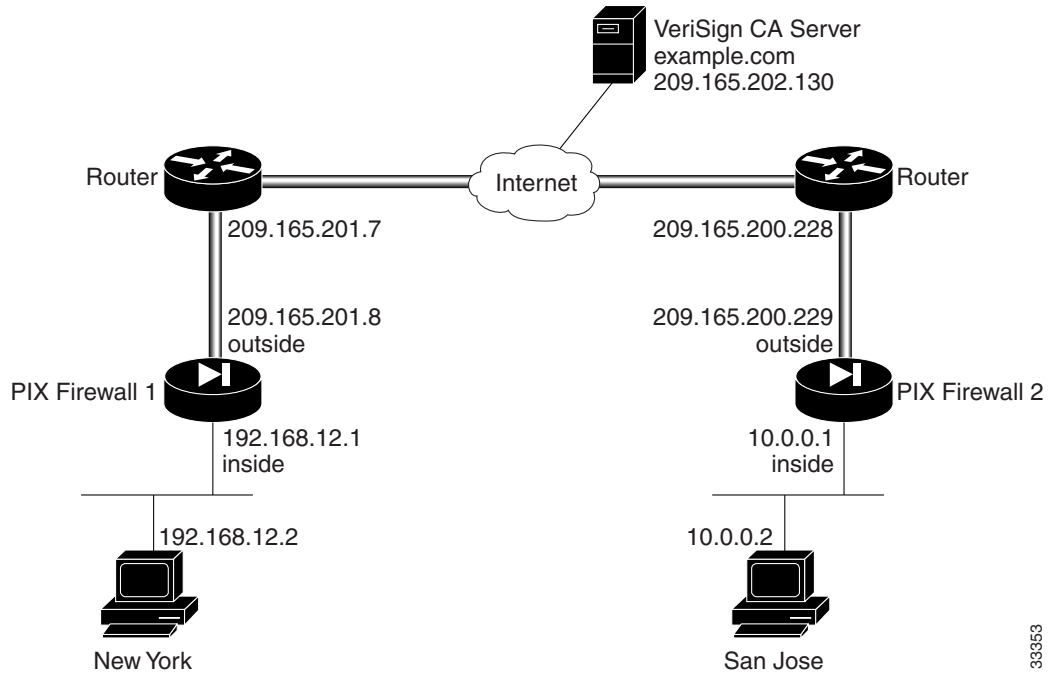 VeriSign CA Server
example.com
209.165.202.130
Router
Internet
Router
209.165.201.7
209.165.200.228
209.165.201.8
outside
209.165.200.229
outside
PIX Firewall 1
PIX Firewall 2
192.168.12.1
inside
10.0.0.1
inside
192.168.12.2
10.0.0.2
New York
San Jose
33353